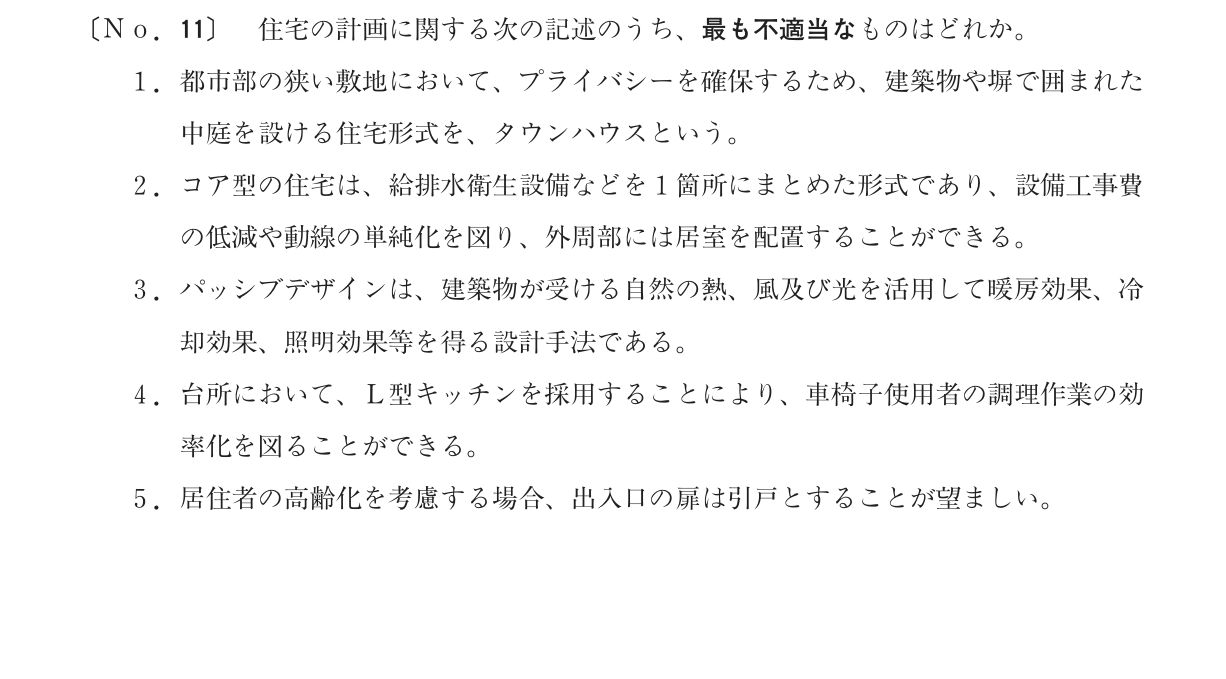 〔Ｎｏ．11〕　住宅の計画に関する次の記述のうち、最も不適当なものはどれか。
１．都市部の狭い敷地において、プライバシーを確保するため、建築物や塀で囲まれた
中庭を設ける住宅形式を、タウンハウスという。
２．コア型の住宅は、給排水衛生設備などを１箇所にまとめた形式であり、設備工事費
の低減や動線の単純化を図り、外周部には居室を配置することができる。
３．パッシブデザインは、建築物が受ける自然の熱、風及び光を活用して暖房効果、冷
却効果、照明効果等を得る設計手法である。
４．台所において、Ｌ型キッチンを採用することにより、車椅子使用者の調理作業の効
率化を図ることができる。
５．居住者の高齢化を考慮する場合、出入口の扉は引戸とすることが望ましい。